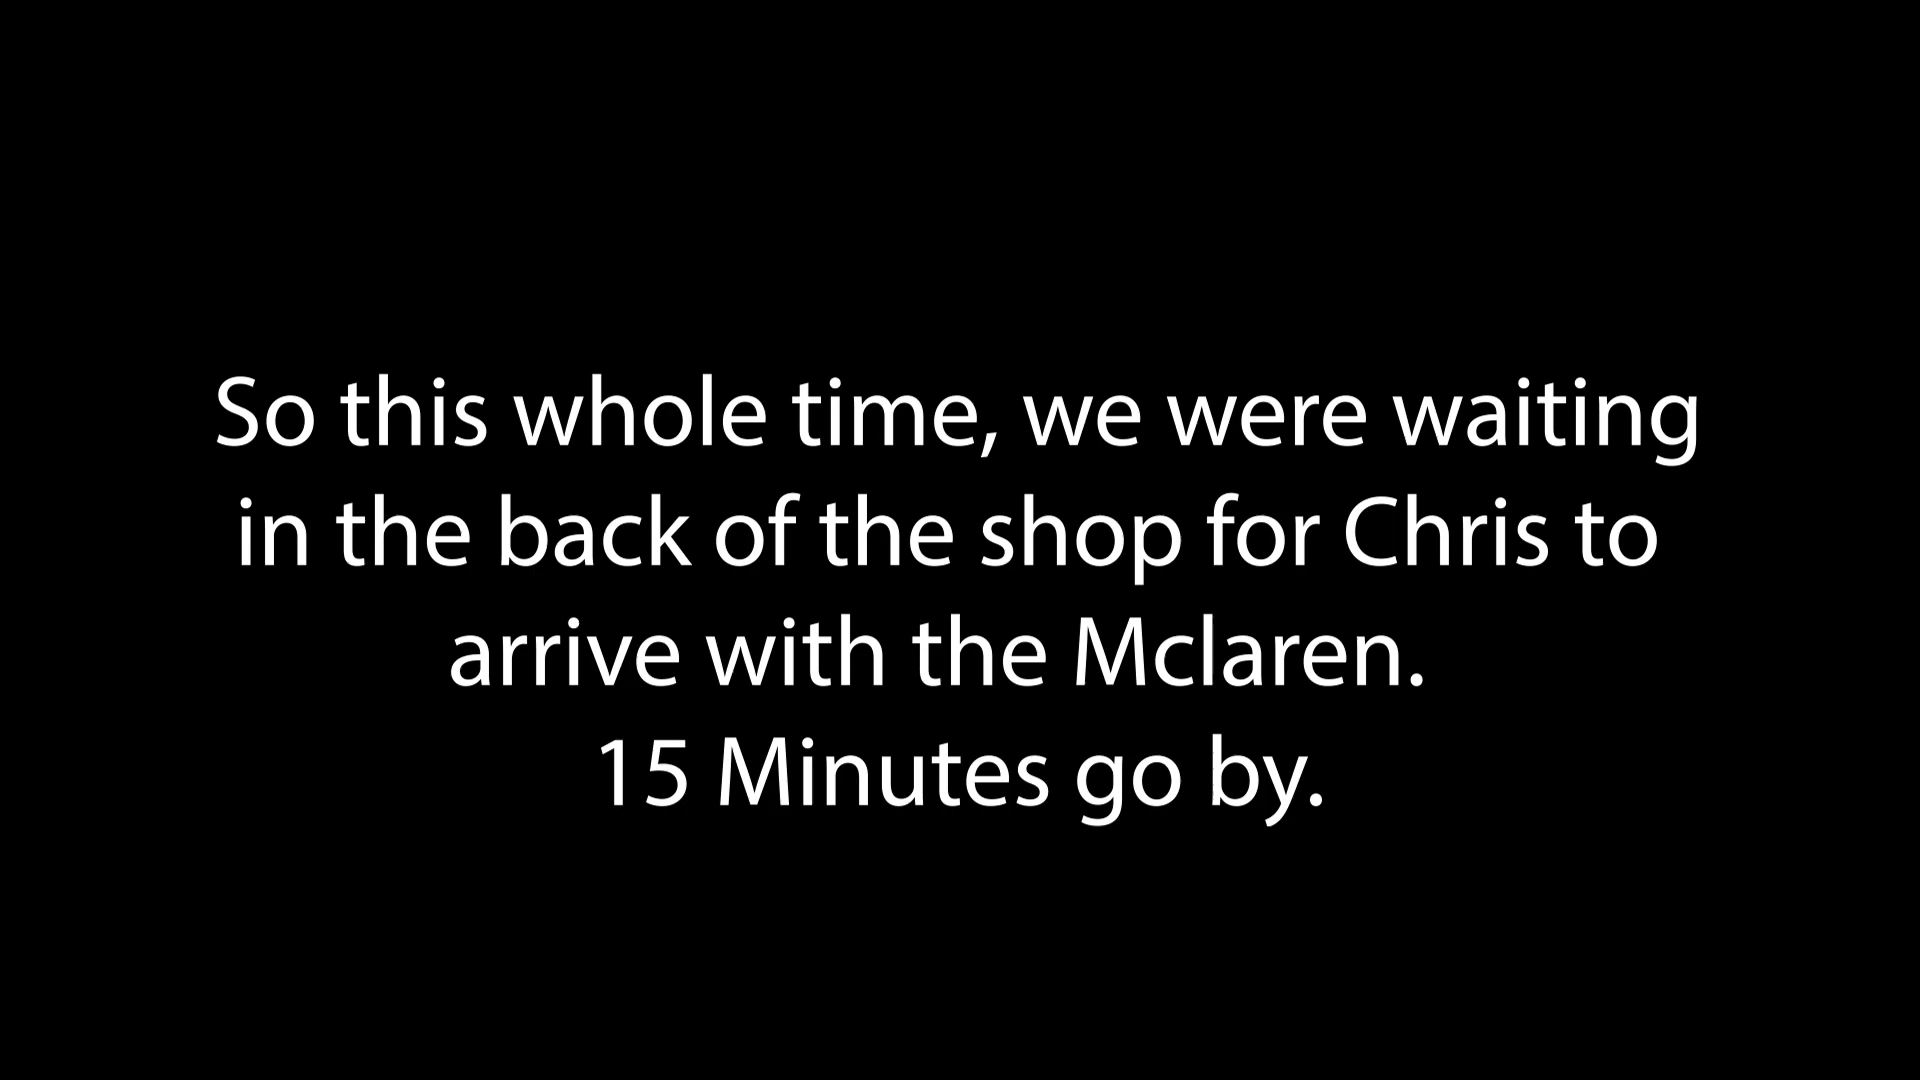 So this whole time, we were waiting
in the back of the shop for Chris to
arrive with the Mclaren.
15 Minutes go by.